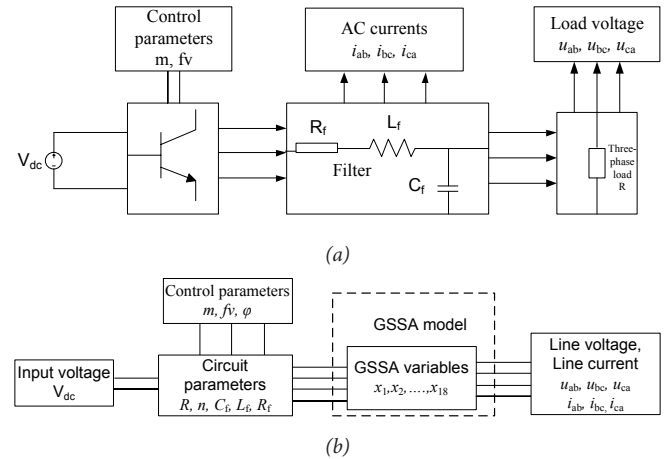 Control
parameters
m, fv
AC currents
iab, ibc, ica
Load voltage
uab, ubc, uca
Vdc
Rf
Lf
Filter
Cf
Three-
phase
load
R
(a)
Control parameters
m, fv, φ
GSSA model
Input voltage
Vdc
Circuit
parameters
R, n, Cf, Lf, Rf
GSSA variables
x1,x2, ....,x18
Line voltage,
Line current
uab, ubc, uca
iab, ibc, ica
(b)